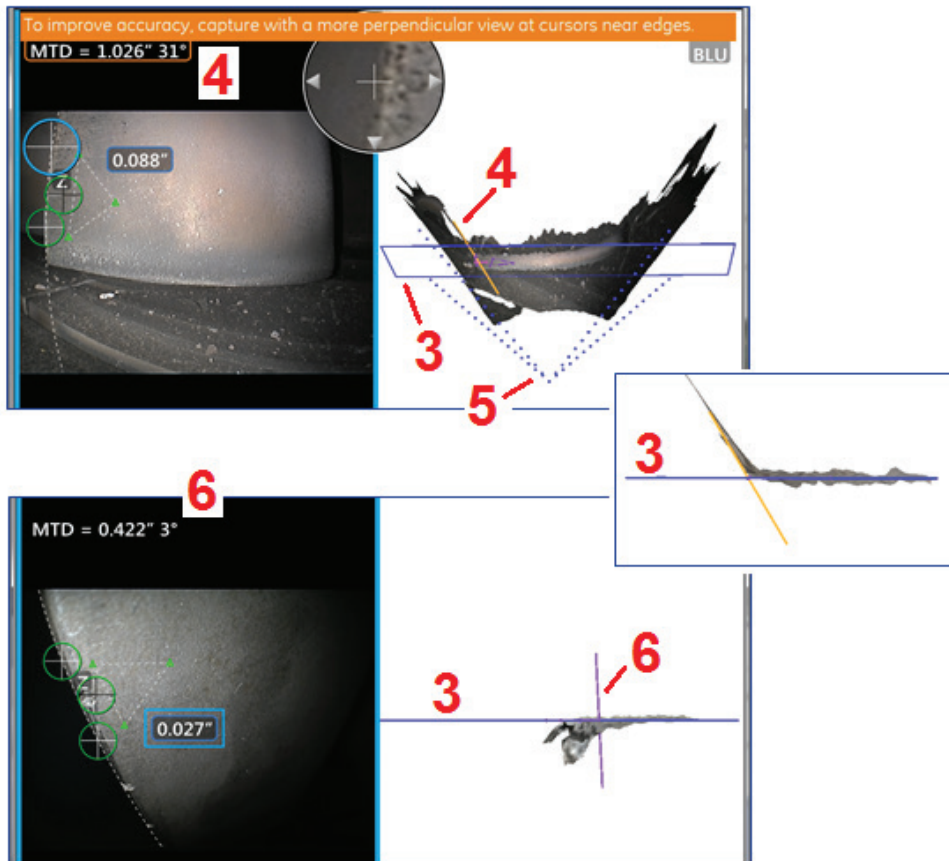 To improve accuracy, capture with a more perpendicular view at cursors near edges.
MTD = 1.026" 31°
4
BLU
0.088"
Z
4
3
5
3
6
MTD = 0.422" 3°
Z
3
6
0.027"